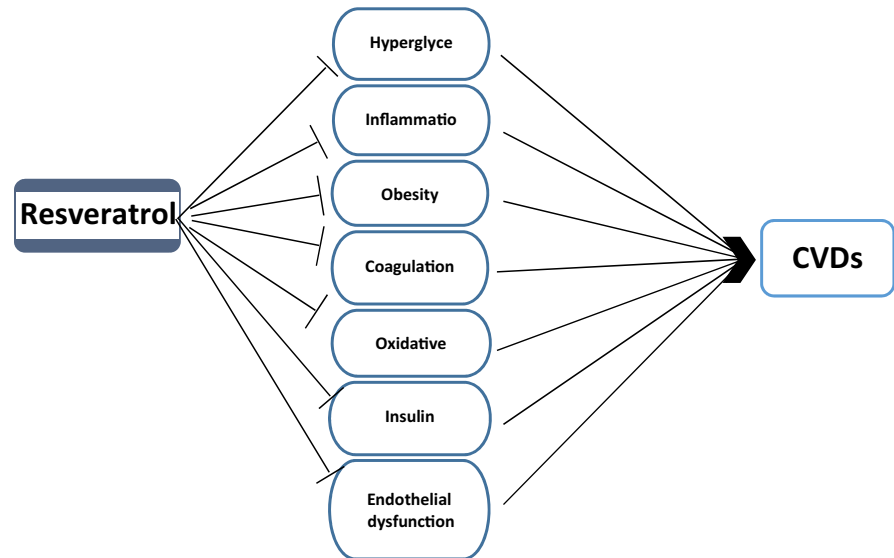 Hyperglyce
Inflammatio
Resveratrol
Obesity
Coagulation
CVDs
Oxidative
Insulin
Endothelial
dysfunction